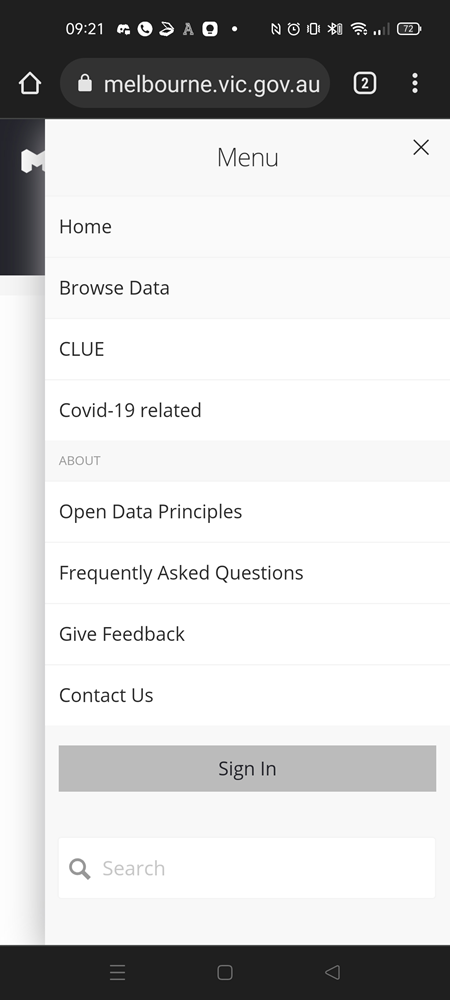 09:21
72
melbourne.vic.gov.au
2
M
Menu
Home
Browse Data
CLUE
Covid-19 related
ABOUT
Open Data Principles
Frequently Asked Questions
Give Feedback
Contact Us
Sign In
Search